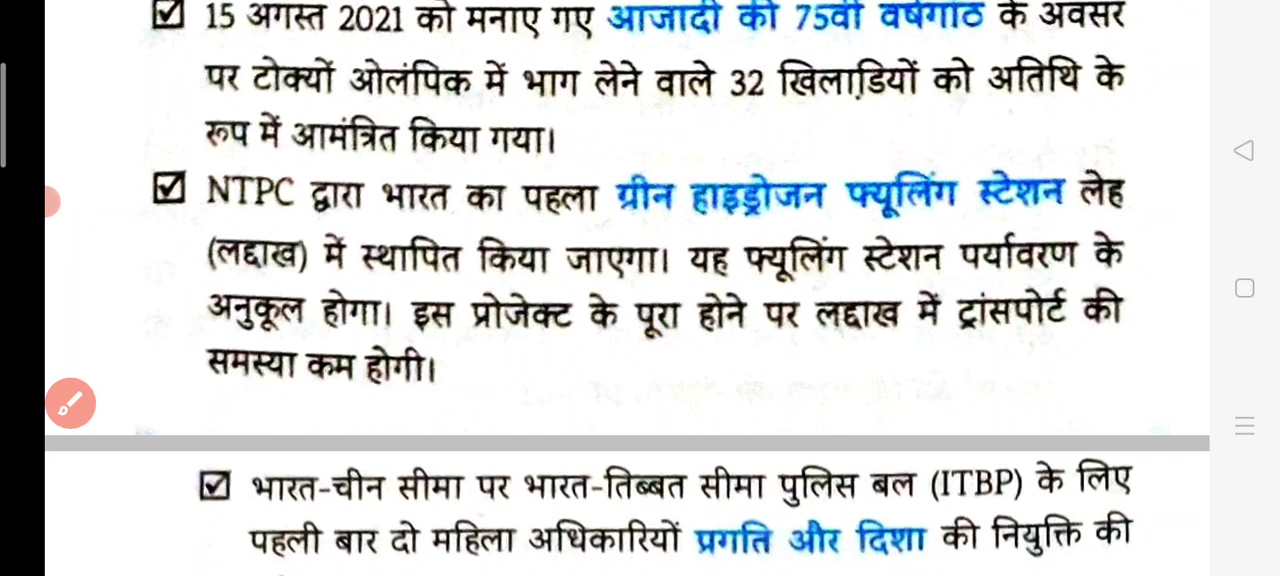 15 अगस्त 2021 को मनाए गए आजादी की 75वीं वर्षगांठ के अवसर
पर टोक्यों ओलंपिक में भाग लेने वाले 32 खिलाड़ियों को अतिथि के
रूप में आमंत्रित किया गया।
NTPC द्वारा भारत का पहला ग्रीन हाइड्रोजन फ्यूलिंग स्टेशन लेह
(लद्दाख) में स्थापित किया जाएगा। यह फ्यूलिंग स्टेशन पर्यावरण के
अनुकूल होगा। इस प्रोजेक्ट के पूरा होने पर लद्दाख में ट्रांसपोर्ट की
समस्या कम होगी।
भारत-चीन सीमा पर भारत-तिब्बत सीमा पुलिस बल (ITBP) के लिए
पहली बार दो महिला अधिकारियों प्रगति और दिशा की नियुक्ति की